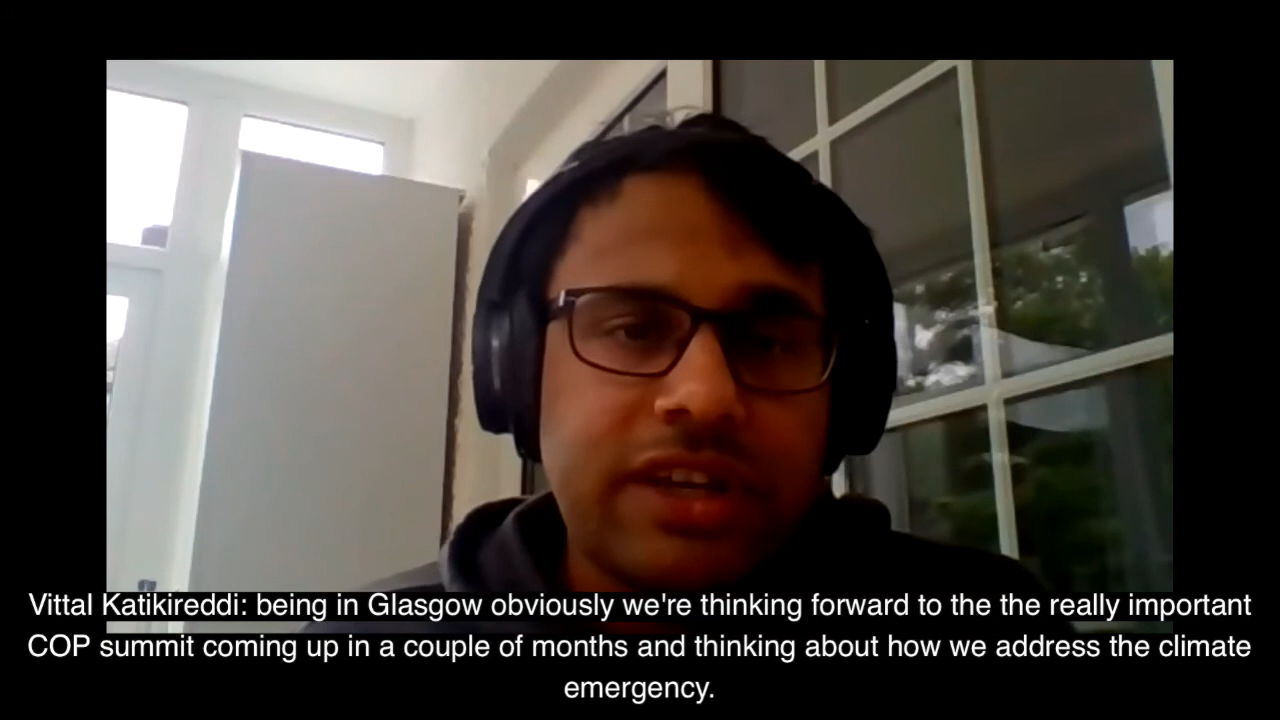 Vittal Katikireddi: being in Glasgow obviously we're thinking forward to the the really important
COP summit coming up in a couple of months and thinking about how we address the climate
emergency.